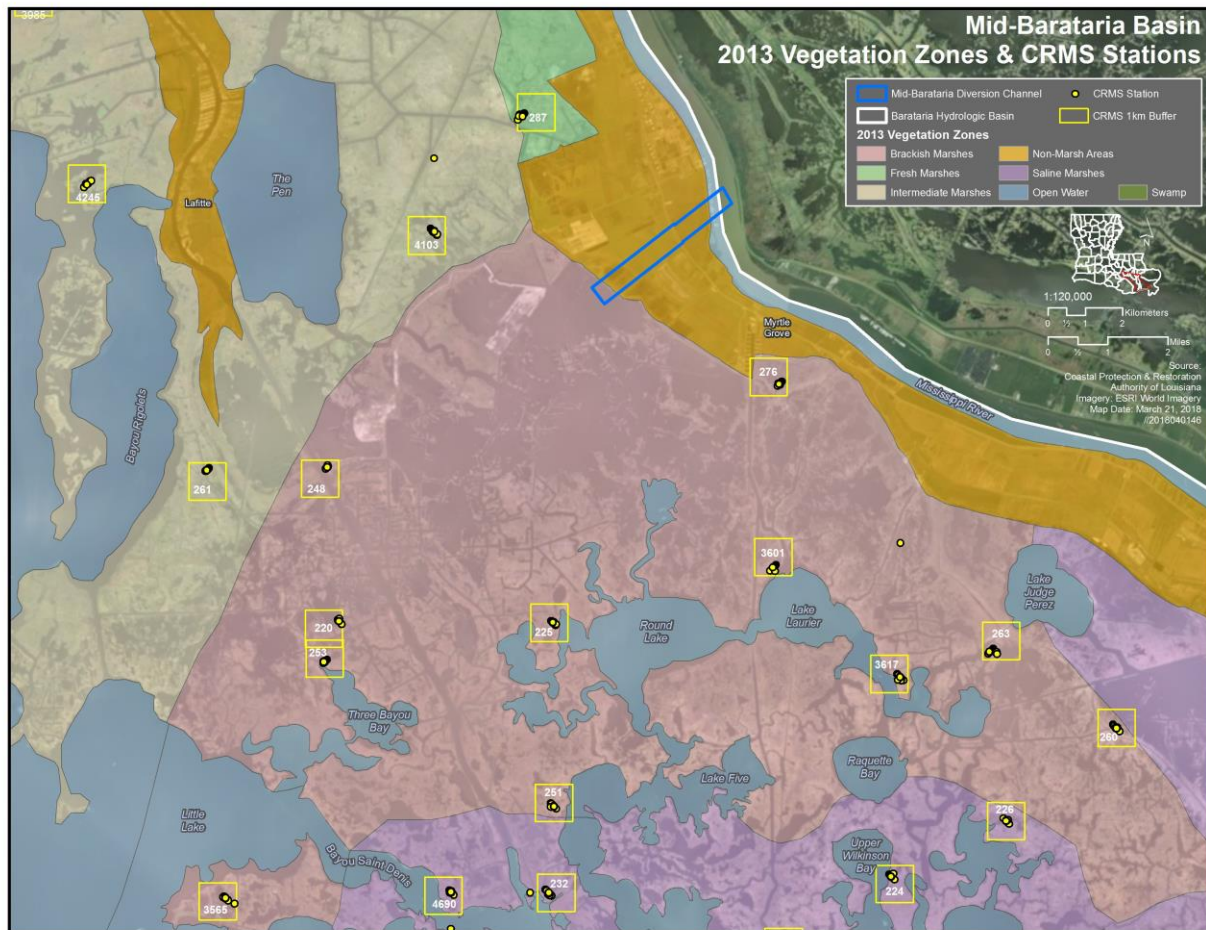 Mid-Barataria Basin
2013 Vegetation Zones & CRMS Stations
Mid-Barataria Diversion Channel
CRMS Station
Barataria Hydrologic Basin
CRMS 1km Buffer
2013 Vegetation Zones
Brackish Marshes
Non-Marsh Areas
Fresh Marshes
Saline Marshes
Intermediate Marshes
Open Water
Swamp
N
1:120,000
Kilometers
0 ½ 1 2
Miles
0 ½ 1 2
Source:
Coastal Protection & Restoration
Authority of Louisiana
Imagery: ESRI World Imagery
Map Date: March 21, 2018
//2016040146
3985
287
4245
The
Pen
Lafitte
4103
Myrtle
Grove
276
Mississippi River
Bayou Rigolets
261
248
3601
Lake
Judge
Perez
220
225
Round
Lake
Lake
Laurier
263
253
3617
Three Bayou
Bay
260
Lake Five
Raquette
Bay
251
226
Little
Lake
Upper
Wilkinson
Bay
Bayou Saint Denis
232
224
3565
4690